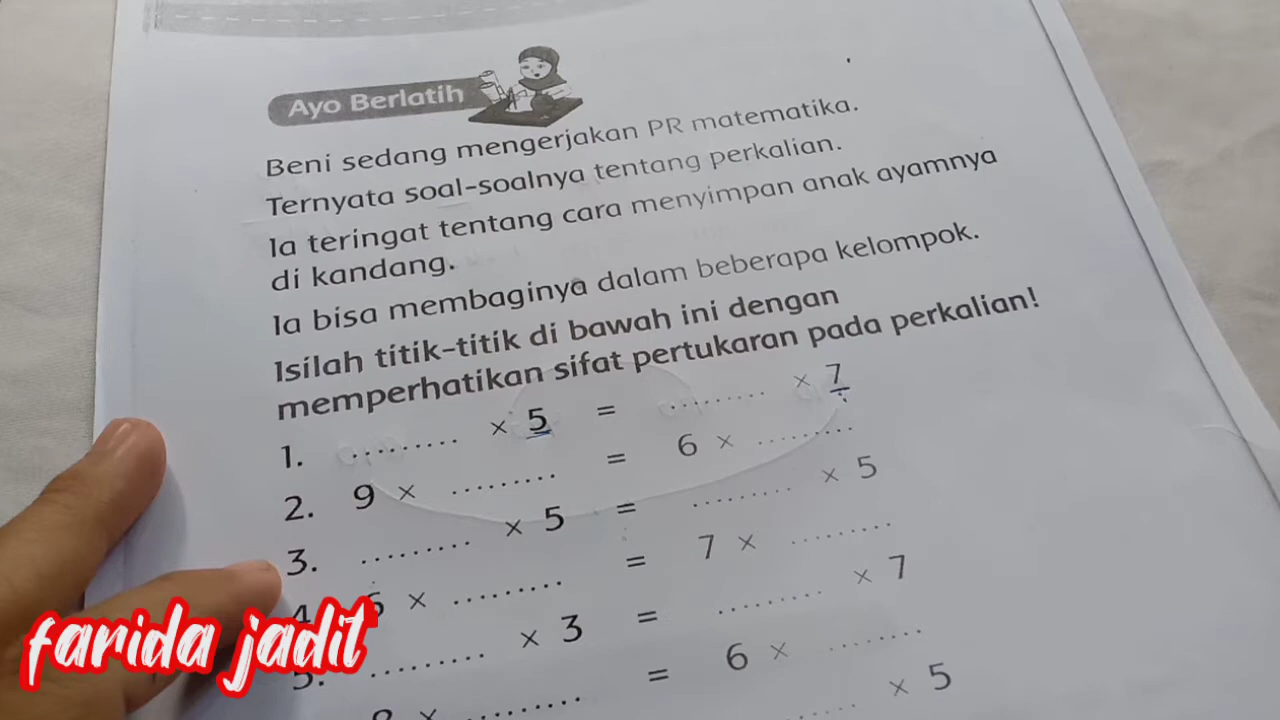 Ayo Berlatih
Beni sedang mengerjakan PR matematika.
Ternyata soal-soalnya tentang perkalian.
Ia teringat tentang cara menyimpan anak ayamnya
di kandang.
Ia bisa membaginya dalam beberapa kelompok.
Isilah titik-titik di bawah ini dengan
memperhatikan sifat pertukaran pada perkalian!
1. ......... × 5 = ......... × 7
2. 9 × ......... = 6 × .........
3. ......... × 5 = ......... × 5
4. × ......... = 7 × .........
5. ......... × 3 = ......... × 7
× ......... = 6 × .........
......... × 5
farida jadit